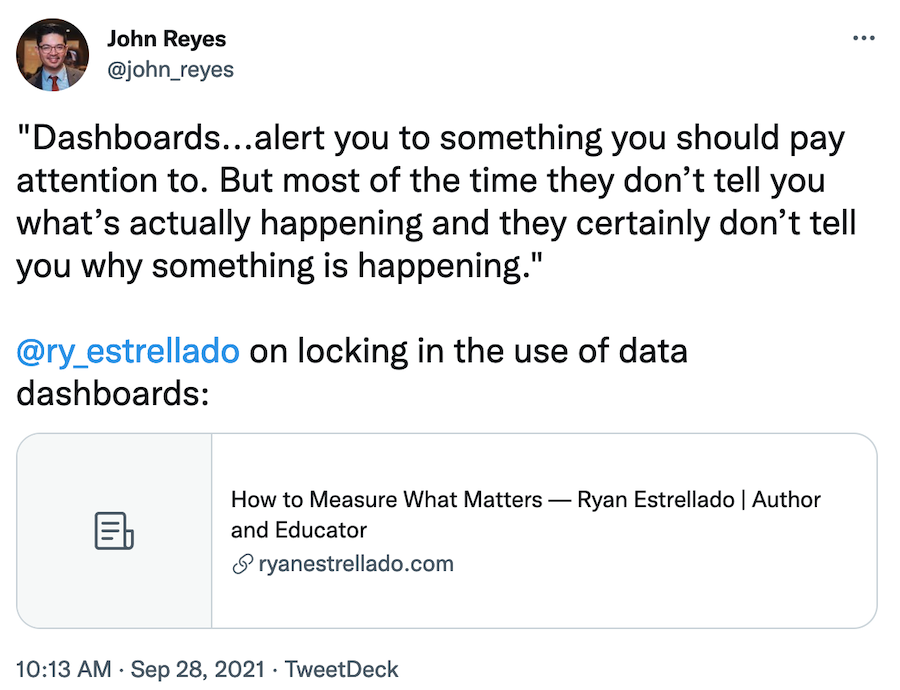 John Reyes
@john_reyes
"Dashboards...alert you to something you should pay
attention to. But most of the time they don’t tell you
what’s actually happening and they certainly don’t tell
you why something is happening."
@ry_estrellado on locking in the use of data
dashboards:
How to Measure What Matters — Ryan Estrellado | Author
and Educator
ryanestrellado.com
10:13 AM · Sep 28, 2021 · TweetDeck